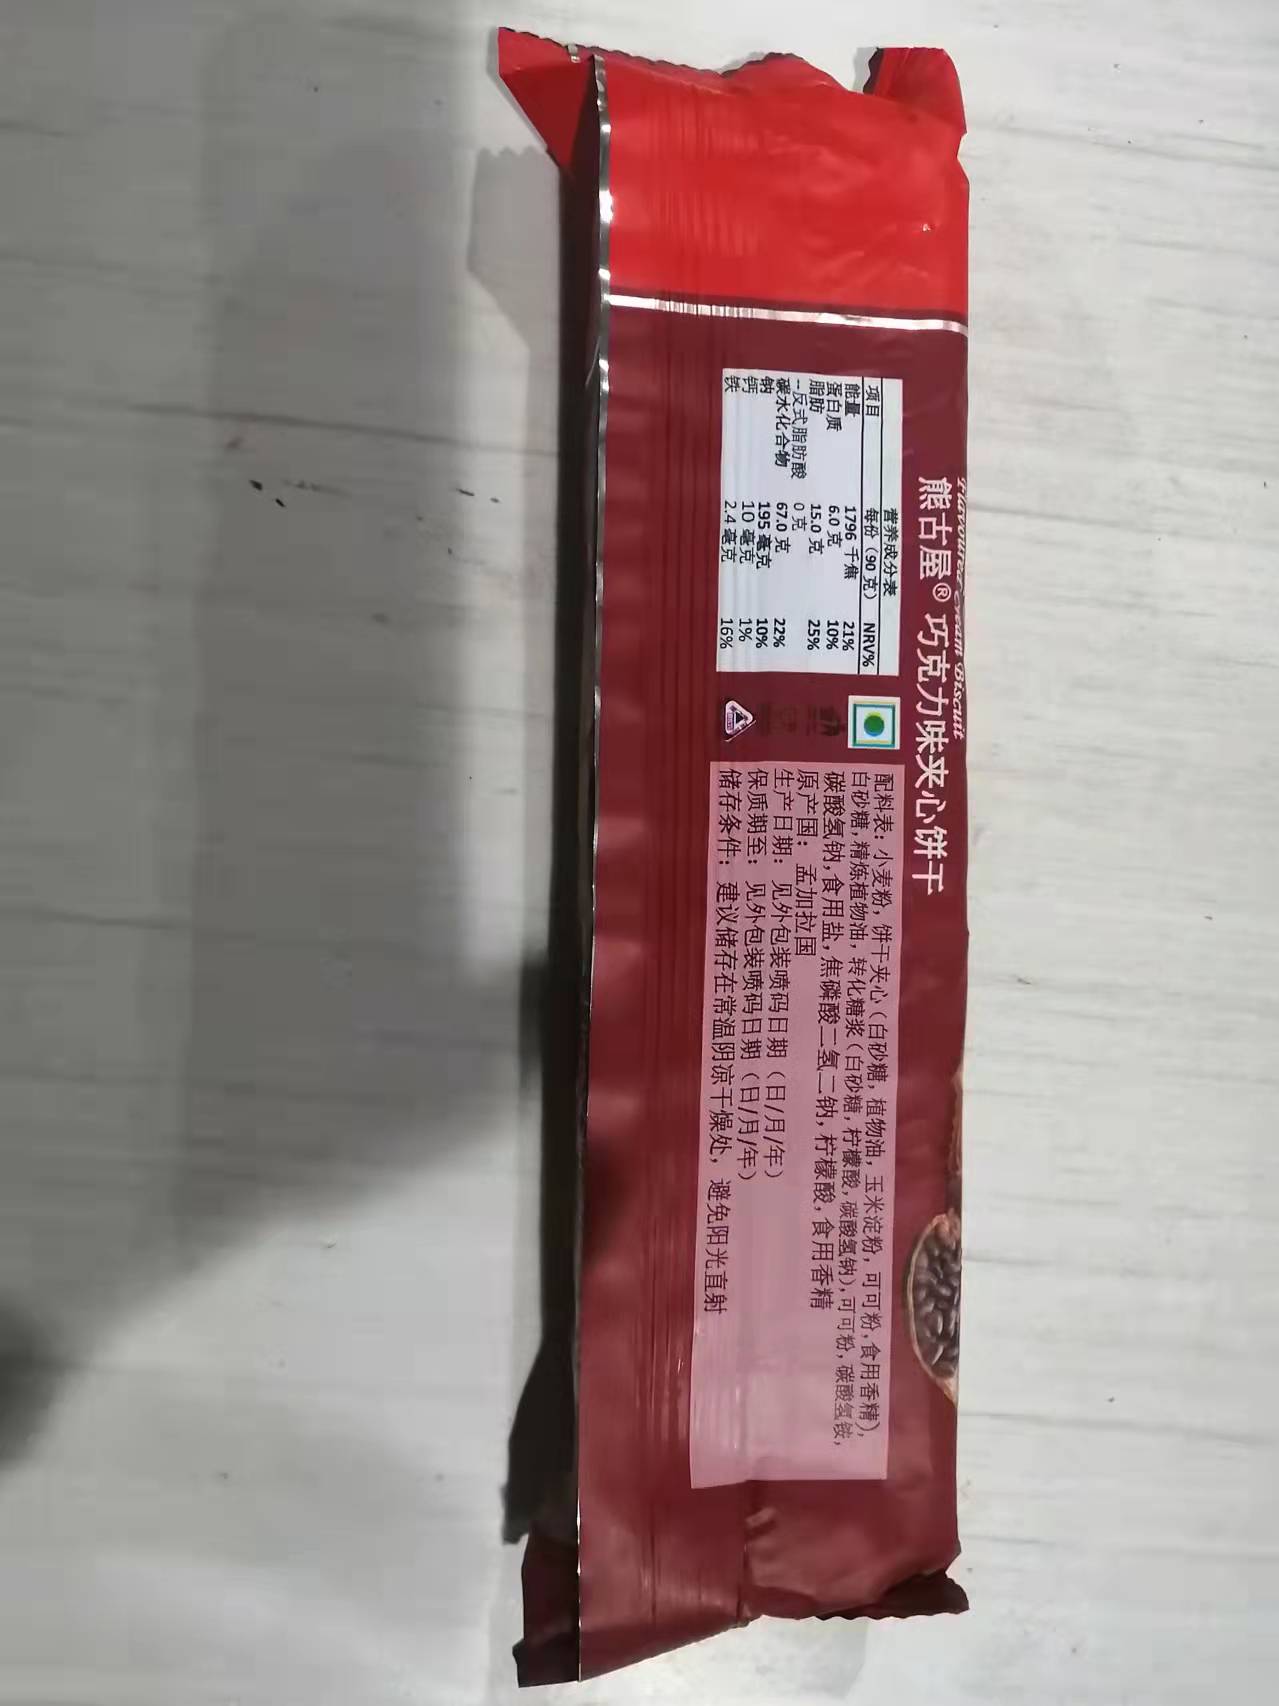 Flavoured Cream Biscuit
熊古屋® 巧克力味夹心饼干
营养成分表
项目 每份（90 克） NRV%
能量 1796 千焦 21%
蛋白质 6.0 克 10%
脂肪 15.0 克 25%
--反式脂肪酸 0 克
碳水化合物 67.0 克 22%
钠 195 毫克 10%
钙 10 毫克 1%
铁 2.4 毫克 16%
配料表：小麦粉，饼干夹心（白砂糖，植物油，玉米淀粉，可可粉，食用香精），
白砂糖，精炼植物油，转化糖浆（白砂糖，柠檬酸，碳酸氢钠），可可粉，碳酸氢铵，
碳酸氢钠，食用盐，焦磷酸二氢二钠，柠檬酸，食用香精
原产国：孟加拉国
生产日期：见外包装喷码日期（日/月/年）
保质期至：见外包装喷码日期（日/月/年）
储存条件：建议储存在常温阴凉干燥处，避免阳光直射